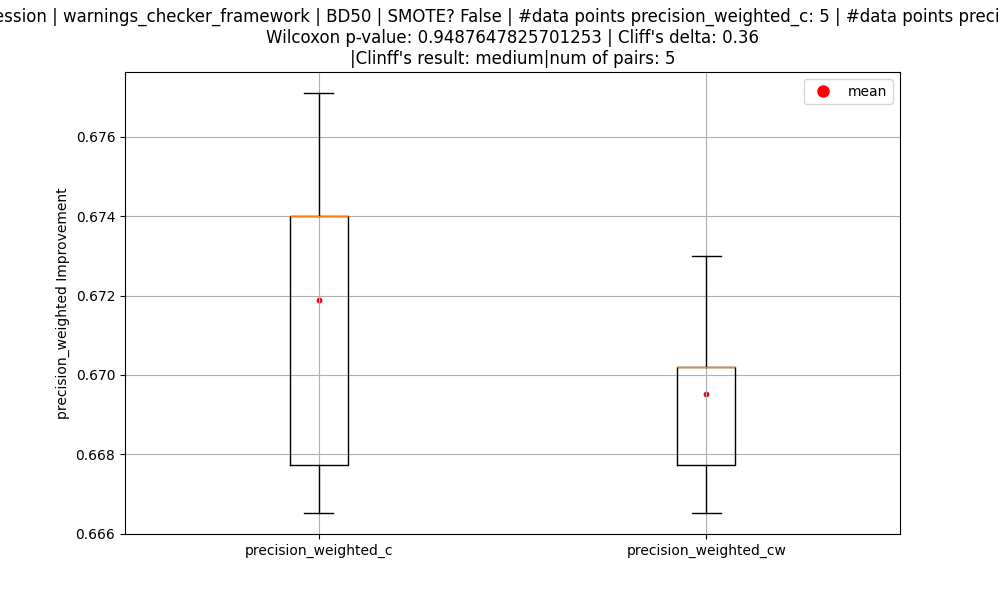 | warnings_checker_framework | BD50 | SMOTE? False | #data points precision_weighted_c: 5 | #data points
Wilcoxon p-value: 0.9487647825701253 | Cliff's delta: 0.36
|Clinff's result: medium|num of pairs: 5
mean
0.676
0.674
0.672
0.670
0.668
0.666
precision_weighted Improvement
precision_weighted_c
precision_weighted_cw